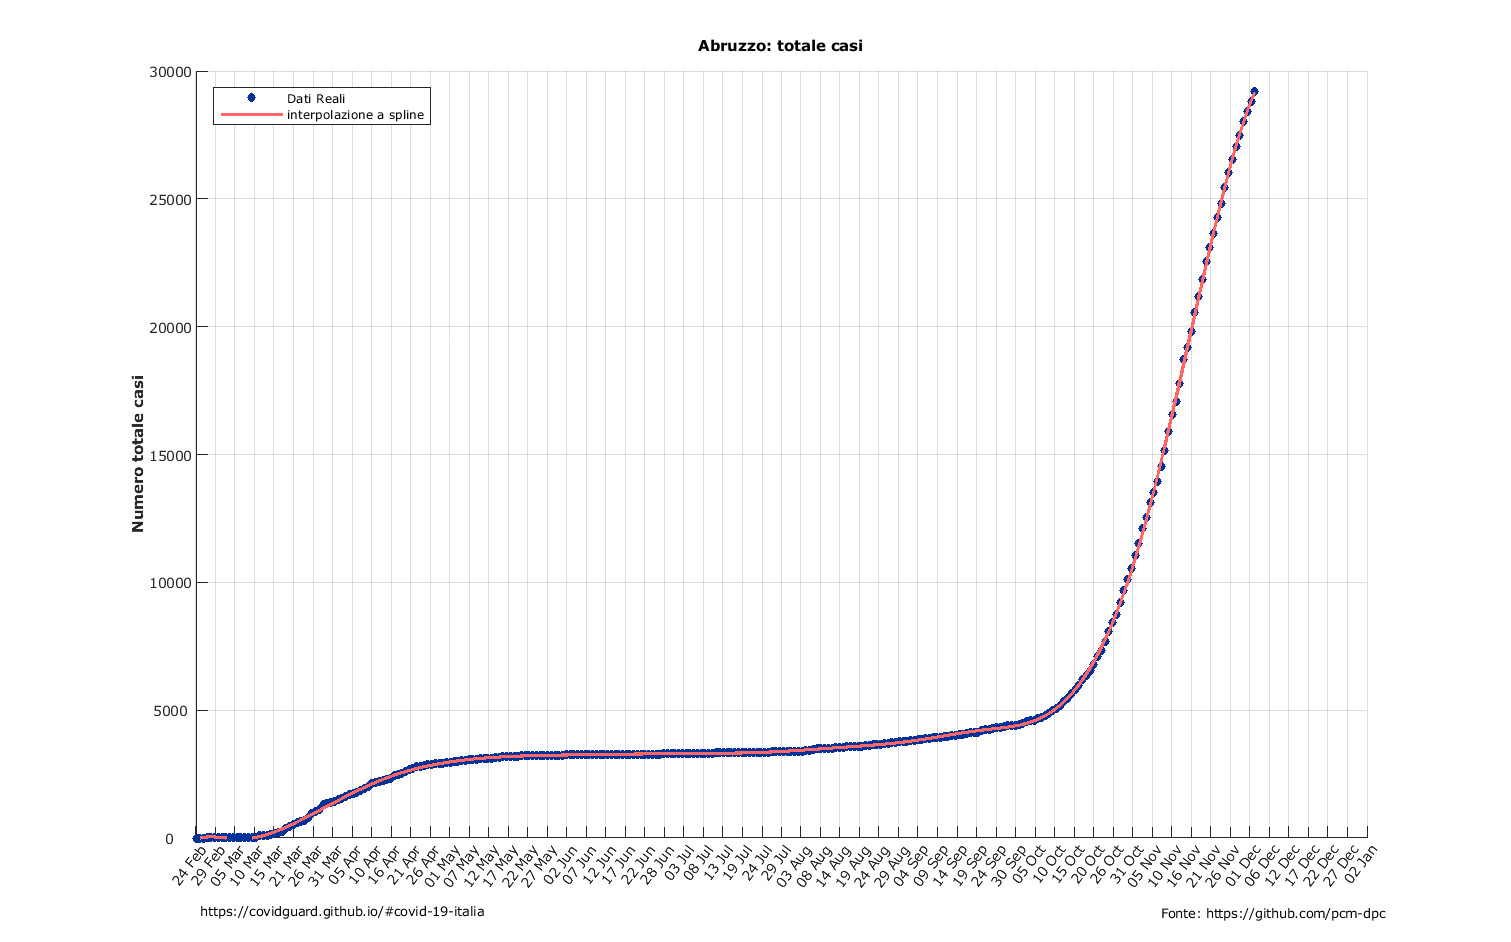 Abruzzo: totale casi
30000
Dati Reali
interpolazione a spline
25000
20000
15000
10000
5000
0
Numero totale casi
24 Feb
29 Feb
05 Mar
10 Mar
15 Mar
21 Mar
26 Mar
31 Mar
05 Apr
10 Apr
16 Apr
21 Apr
26 Apr
01 May
07 May
12 May
17 May
22 May
27 May
02 Jun
07 Jun
12 Jun
17 Jun
22 Jun
28 Jun
03 Jul
08 Jul
13 Jul
19 Jul
24 Jul
29 Jul
03 Aug
08 Aug
14 Aug
19 Aug
24 Aug
29 Aug
04 Sep
09 Sep
14 Sep
19 Sep
24 Sep
30 Sep
05 Oct
10 Oct
15 Oct
20 Oct
26 Oct
31 Oct
05 Nov
10 Nov
16 Nov
21 Nov
26 Nov
01 Dec
06 Dec
12 Dec
17 Dec
22 Dec
27 Dec
02 Jan
https://covidguard.github.io/#covid-19-italia
Fonte: https://github.com/pcm-dpc